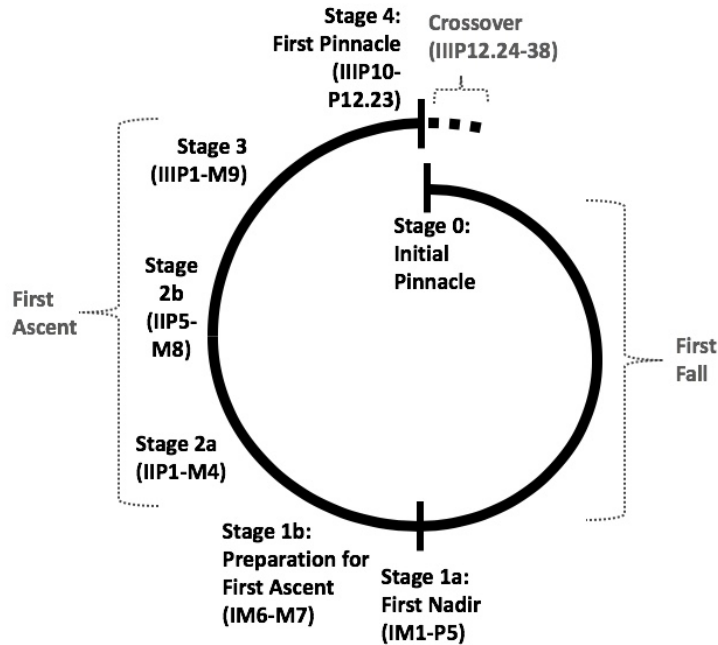 Stage 4:
First Pinnacle
(IIIP10-
P12.23)
Crossover
(IIIP12.24-38)
Stage 3
(IIIP1-M9)
Stage 0:
Initial
Pinnacle
Stage
2b
(IIP5-
M8)
First
Ascent
First
Fall
Stage 2a
(IIP1-M4)
Stage 1b:
Preparation for
First Ascent
(IM6-M7)
Stage 1a:
First Nadir
(IM1-P5)